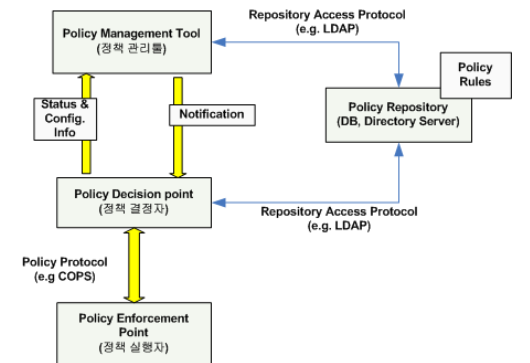 Repository Access Protocol
(e.g. LDAP)
Policy Management Tool
(정책 관리툴)
Policy
Rules
Status &
Config.
Info
Notification
Policy Repository
(DB, Directory Server)
Policy Decision point
(정책 결정자)
Repository Access Protocol
(e.g. LDAP)
Policy Protocol
(e.g COPS)
Policy Enforcement
Point
(정책 실행자)